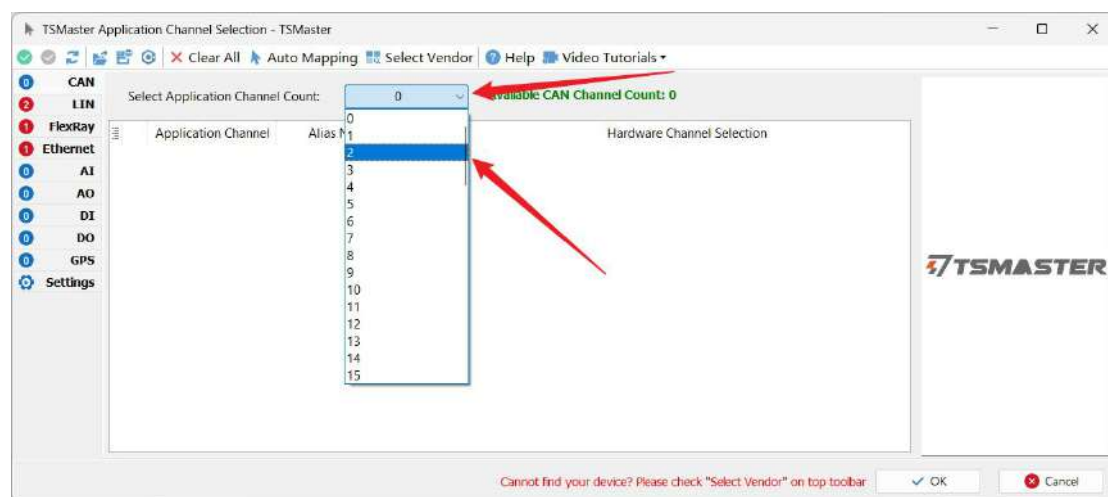 TSMaster Application Channel Selection - TSMaster
Clear All Auto Mapping Select Vendor Help Video Tutorials
0 CAN
2 LIN
1 FlexRay
1 Ethernet
0 AI
0 AO
0 DI
0 DO
0 GPS
Settings
Select Application Channel Count: 0 Available CAN Channel Count: 0
Application Channel Alias Hardware Channel Selection
0
1
2
3
4
5
6
7
8
9
10
11
12
13
14
15
TSMASTER
Cannot find your device? Please check "Select Vendor" on top toolbar OK Cancel